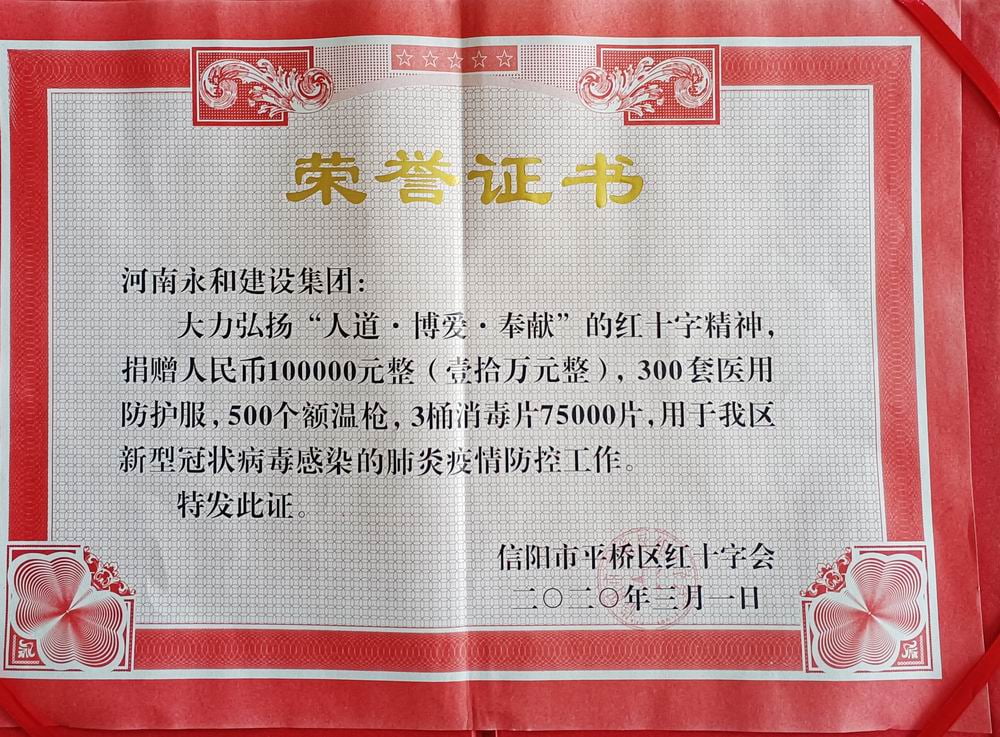 荣誉证书
河南永和建设集团：
大力弘扬“人道·博爱·奉献”的红十字精神，
捐赠人民币100000元整（壹拾万元整），300套医用
防护服，500个额温枪，3桶消毒片75000片，用于我区
新型冠状病毒感染的肺炎疫情防控工作。
特发此证。
信阳市平桥区红十字会
二〇二〇年三月一日